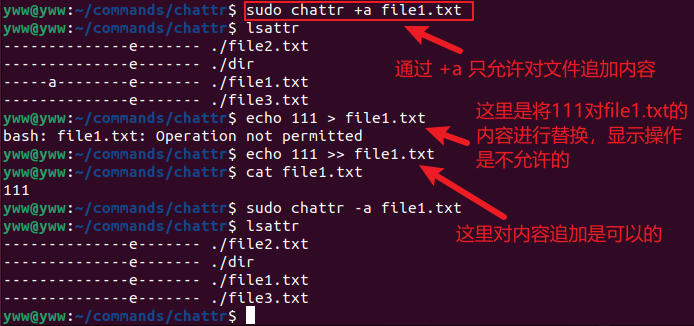 yww@yww:~/commands/chattr$ sudo chattr +a file1.txt
yww@yww:~/commands/chattr$ lsattr
--------------e------- ./file2.txt
--------------e------- ./dir
-----a--------e------- ./file1.txt
--------------e------- ./file3.txt
通过 +a 只允许对文件追加内容
yww@yww:~/commands/chattr$ echo 111 > file1.txt
bash: file1.txt: Operation not permitted
这里是将111对file1.txt的
内容进行替换，显示操作
是不允许的
yww@yww:~/commands/chattr$ echo 111 >> file1.txt
yww@yww:~/commands/chattr$ cat file1.txt
111
yww@yww:~/commands/chattr$ sudo chattr -a file1.txt
这里对内容追加是可以的
yww@yww:~/commands/chattr$ lsattr
--------------e------- ./file2.txt
--------------e------- ./dir
--------------e------- ./file1.txt
--------------e------- ./file3.txt
yww@yww:~/commands/chattr$